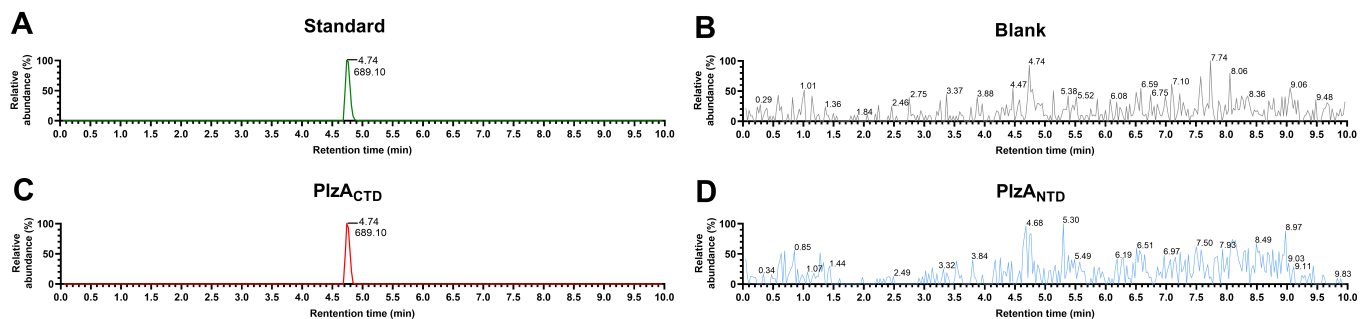 A
Standard
Relative
abundance (%)
100
50
0
4.74
689.10
0.0 0.5 1.0 1.5 2.0 2.5 3.0 3.5 4.0 4.5 5.0 5.5 6.0 6.5 7.0 7.5 8.0 8.5 9.0 9.5 10.0
Retention time (min)
B
Blank
Relative
abundance (%)
100
50
0
0.29 1.01 1.36 1.84 2.46 2.75 3.37 3.88 4.47 4.74 5.38 5.52 6.08 6.59 6.75 7.10 7.74 8.06 8.36 9.06 9.48
0.0 0.5 1.0 1.5 2.0 2.5 3.0 3.5 4.0 4.5 5.0 5.5 6.0 6.5 7.0 7.5 8.0 8.5 9.0 9.5 10.0
Retention time (min)
C
PlzACTD
Relative
abundance (%)
100
50
0
4.74
689.10
0.0 0.5 1.0 1.5 2.0 2.5 3.0 3.5 4.0 4.5 5.0 5.5 6.0 6.5 7.0 7.5 8.0 8.5 9.0 9.5 10.0
Rentention time (min)
D
PlzANTD
Relative
abundance (%)
100
50
0
0.34 0.85 1.07 1.44 2.49 3.32 3.84 4.68 5.30 5.49 6.19 6.51 6.97 7.50 7.93 8.49 8.97 9.03 9.11 9.83
0.0 0.5 1.0 1.5 2.0 2.5 3.0 3.5 4.0 4.5 5.0 5.5 6.0 6.5 7.0 7.5 8.0 8.5 9.0 9.5 10.0
Rentention time (min)